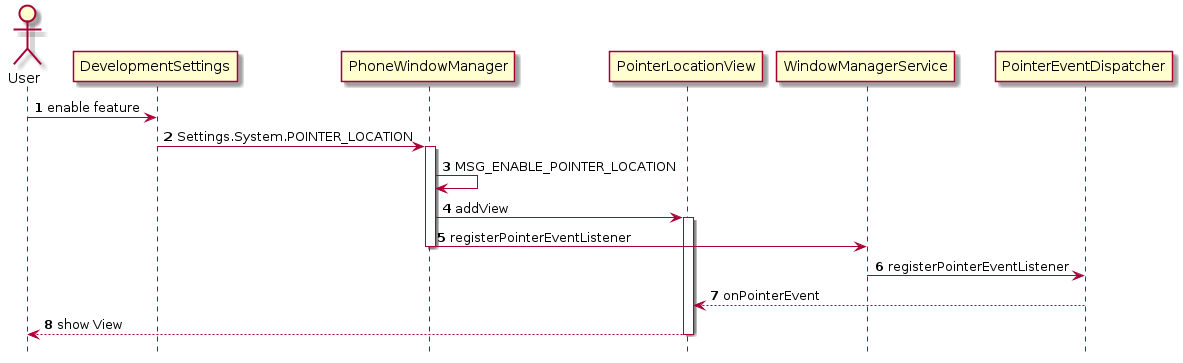 User
DevelopmentSettings
PhoneWindowManager
PointerLocationView
WindowManagerService
PointerEventDispatcher
1 enable feature
2 Settings.System.POINTER_LOCATION
3 MSG_ENABLE_POINTER_LOCATION
4 addView
5 registerPointerEventListener
6 registerPointerEventListener
7 onPointerEvent
8 show View